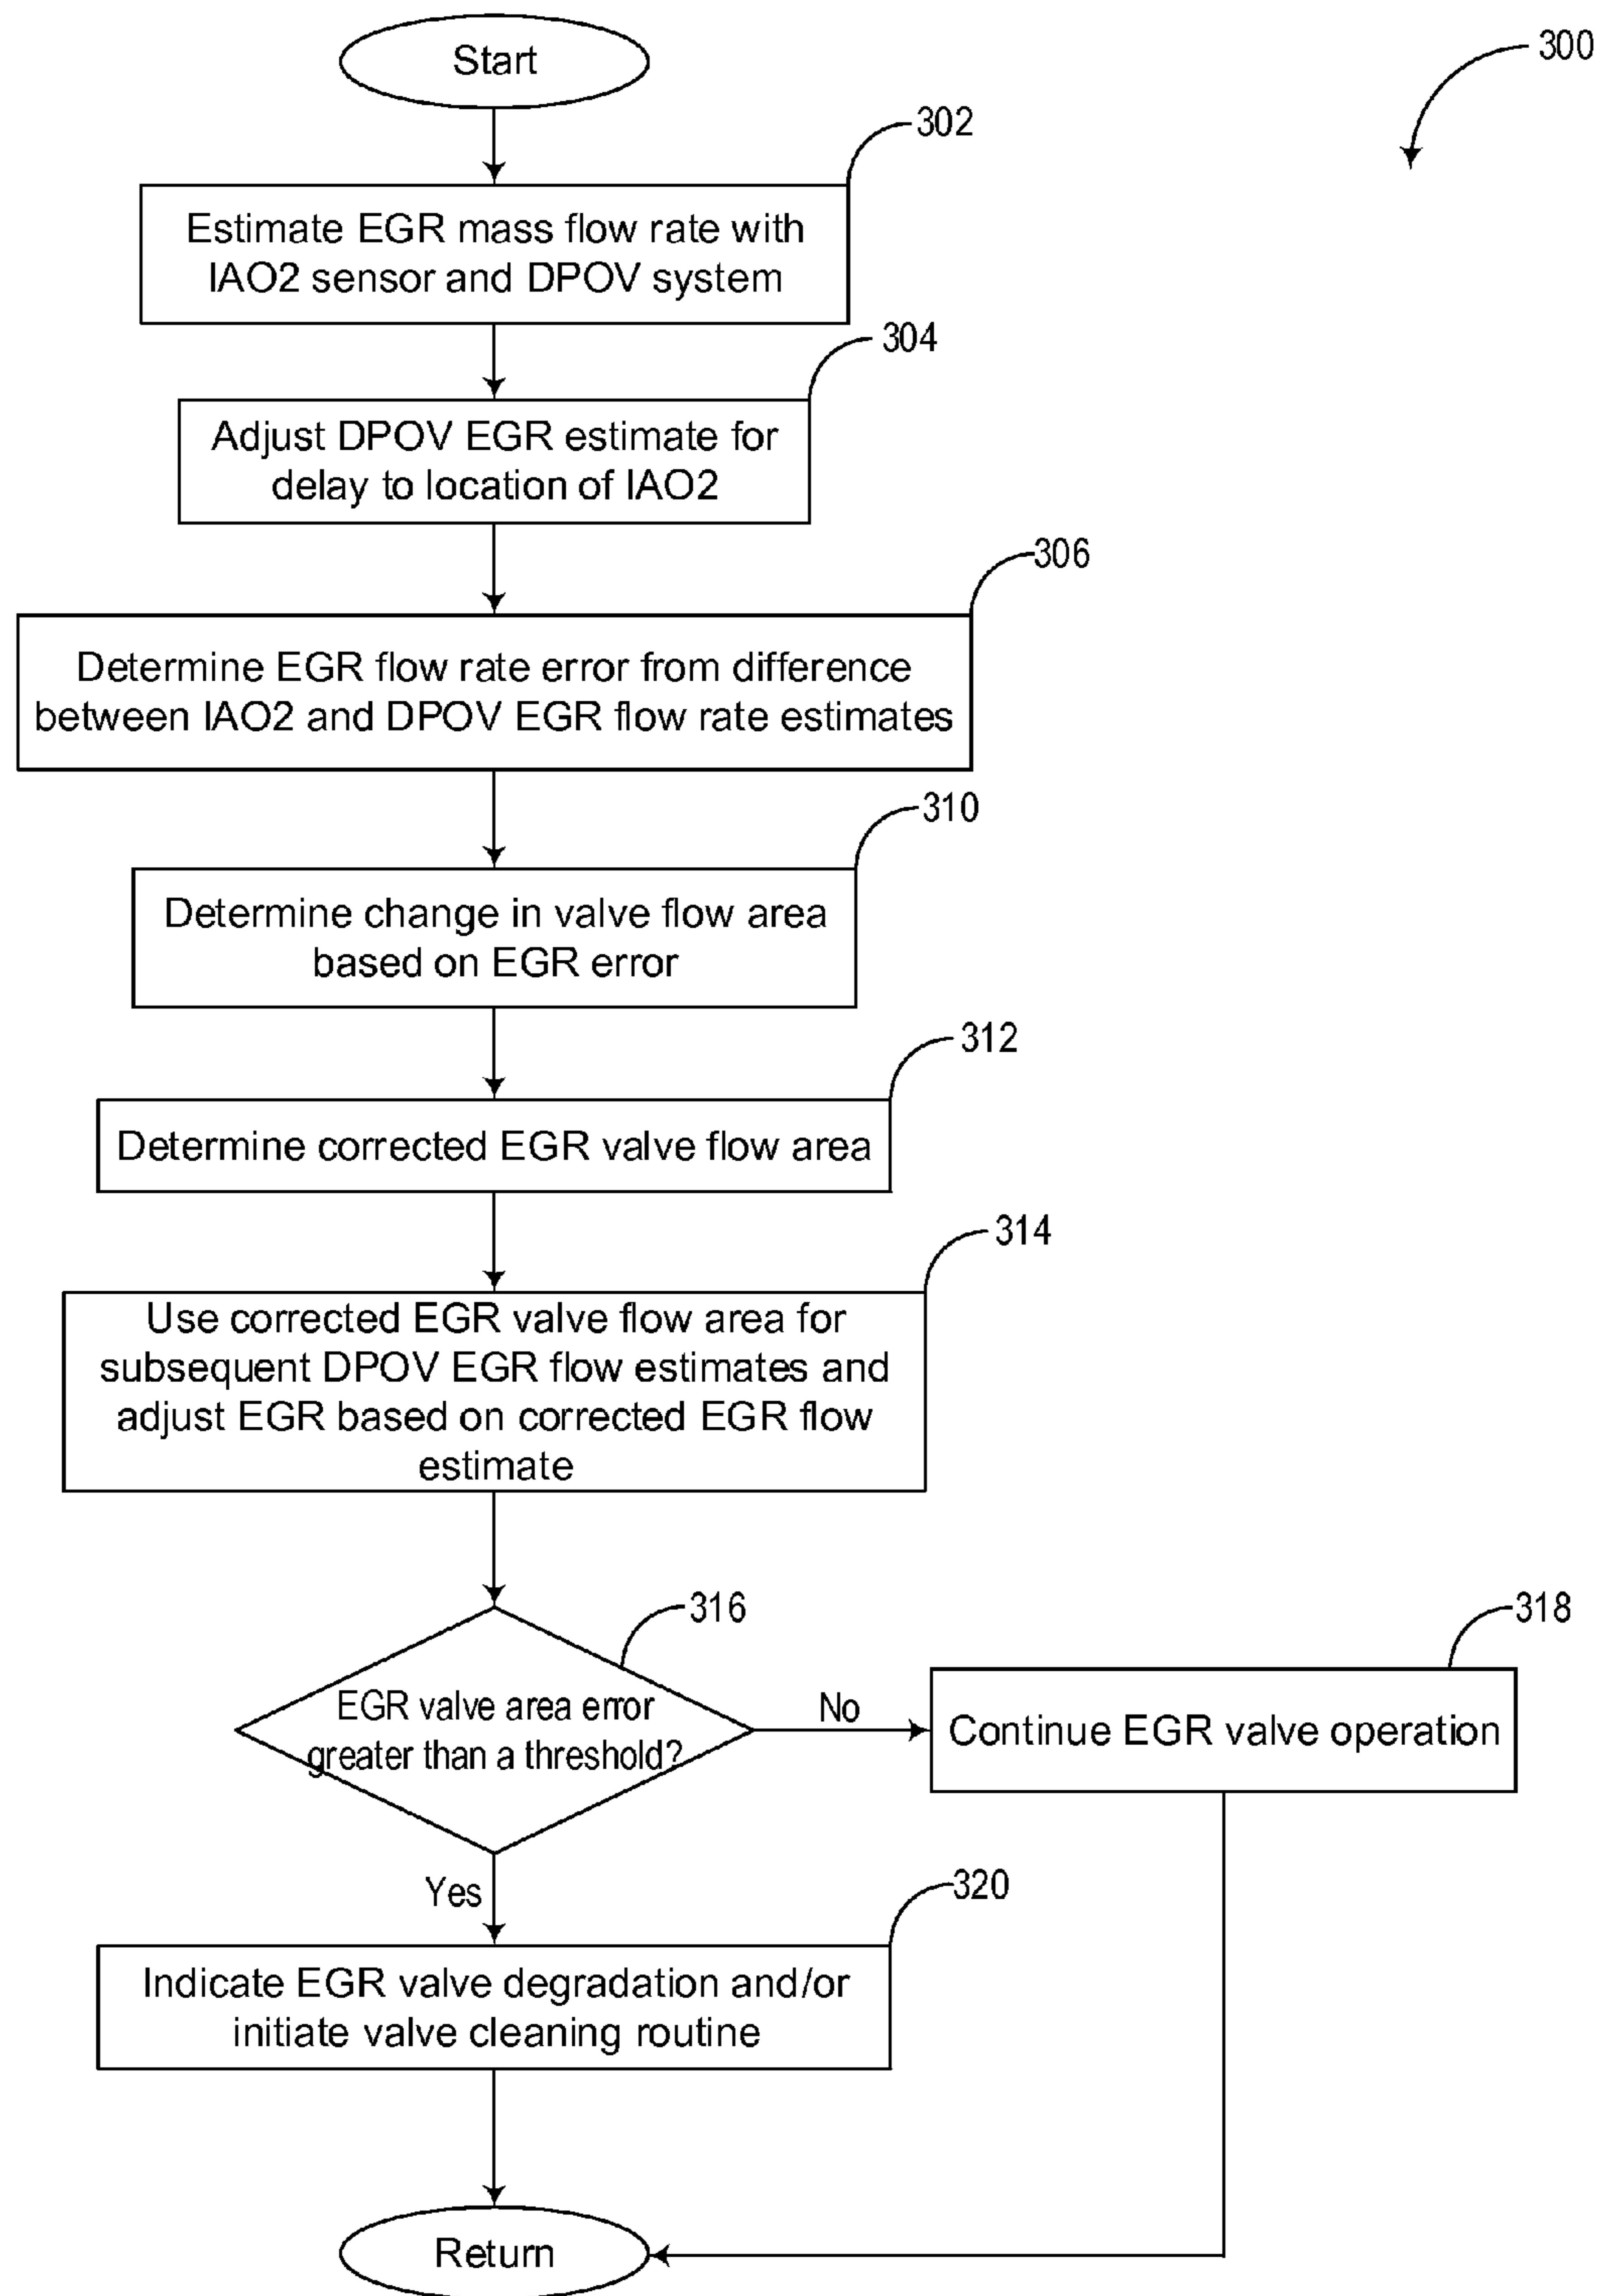 Start
300
302
Estimate EGR mass flow rate with
IAO2 sensor and DPOV system
304
Adjust DPOV EGR estimate for
delay to location of IAO2
306
Determine EGR flow rate error from difference
between IAO2 and DPOV EGR flow rate estimates
310
Determine change in valve flow area
based on EGR error
312
Determine corrected EGR valve flow area
314
Use corrected EGR valve flow area for
subsequent DPOV EGR flow estimates and
adjust EGR based on corrected EGR flow
estimate
316
EGR valve area error
greater than a threshold?
No
318
Continue EGR valve operation
Yes
320
Indicate EGR valve degradation and/or
initiate valve cleaning routine
Return